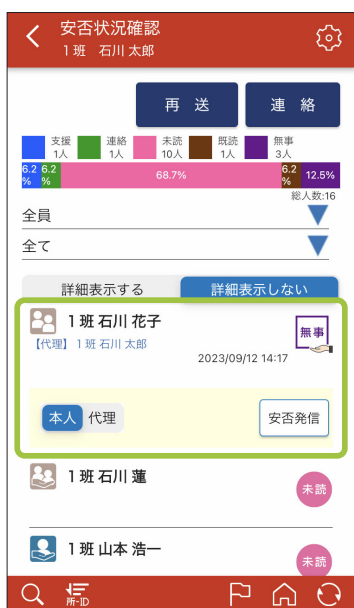 安否状況確認
1班 石川 太郎
再 送
連 絡
支援
1人
連絡
1人
未読
10人
既読
1人
無事
3人
6.2
%
6.2
%
68.7%
6.2
%
12.5%
総人数:16
全員
全て
詳細表示する
詳細表示しない
1班 石川 花子
無事
【代理】 1班 石川 太郎
2023/09/12 14:17
本人
代理
安否発信
1班 石川 蓮
未読
1班 山本 浩一
未読
所-ID